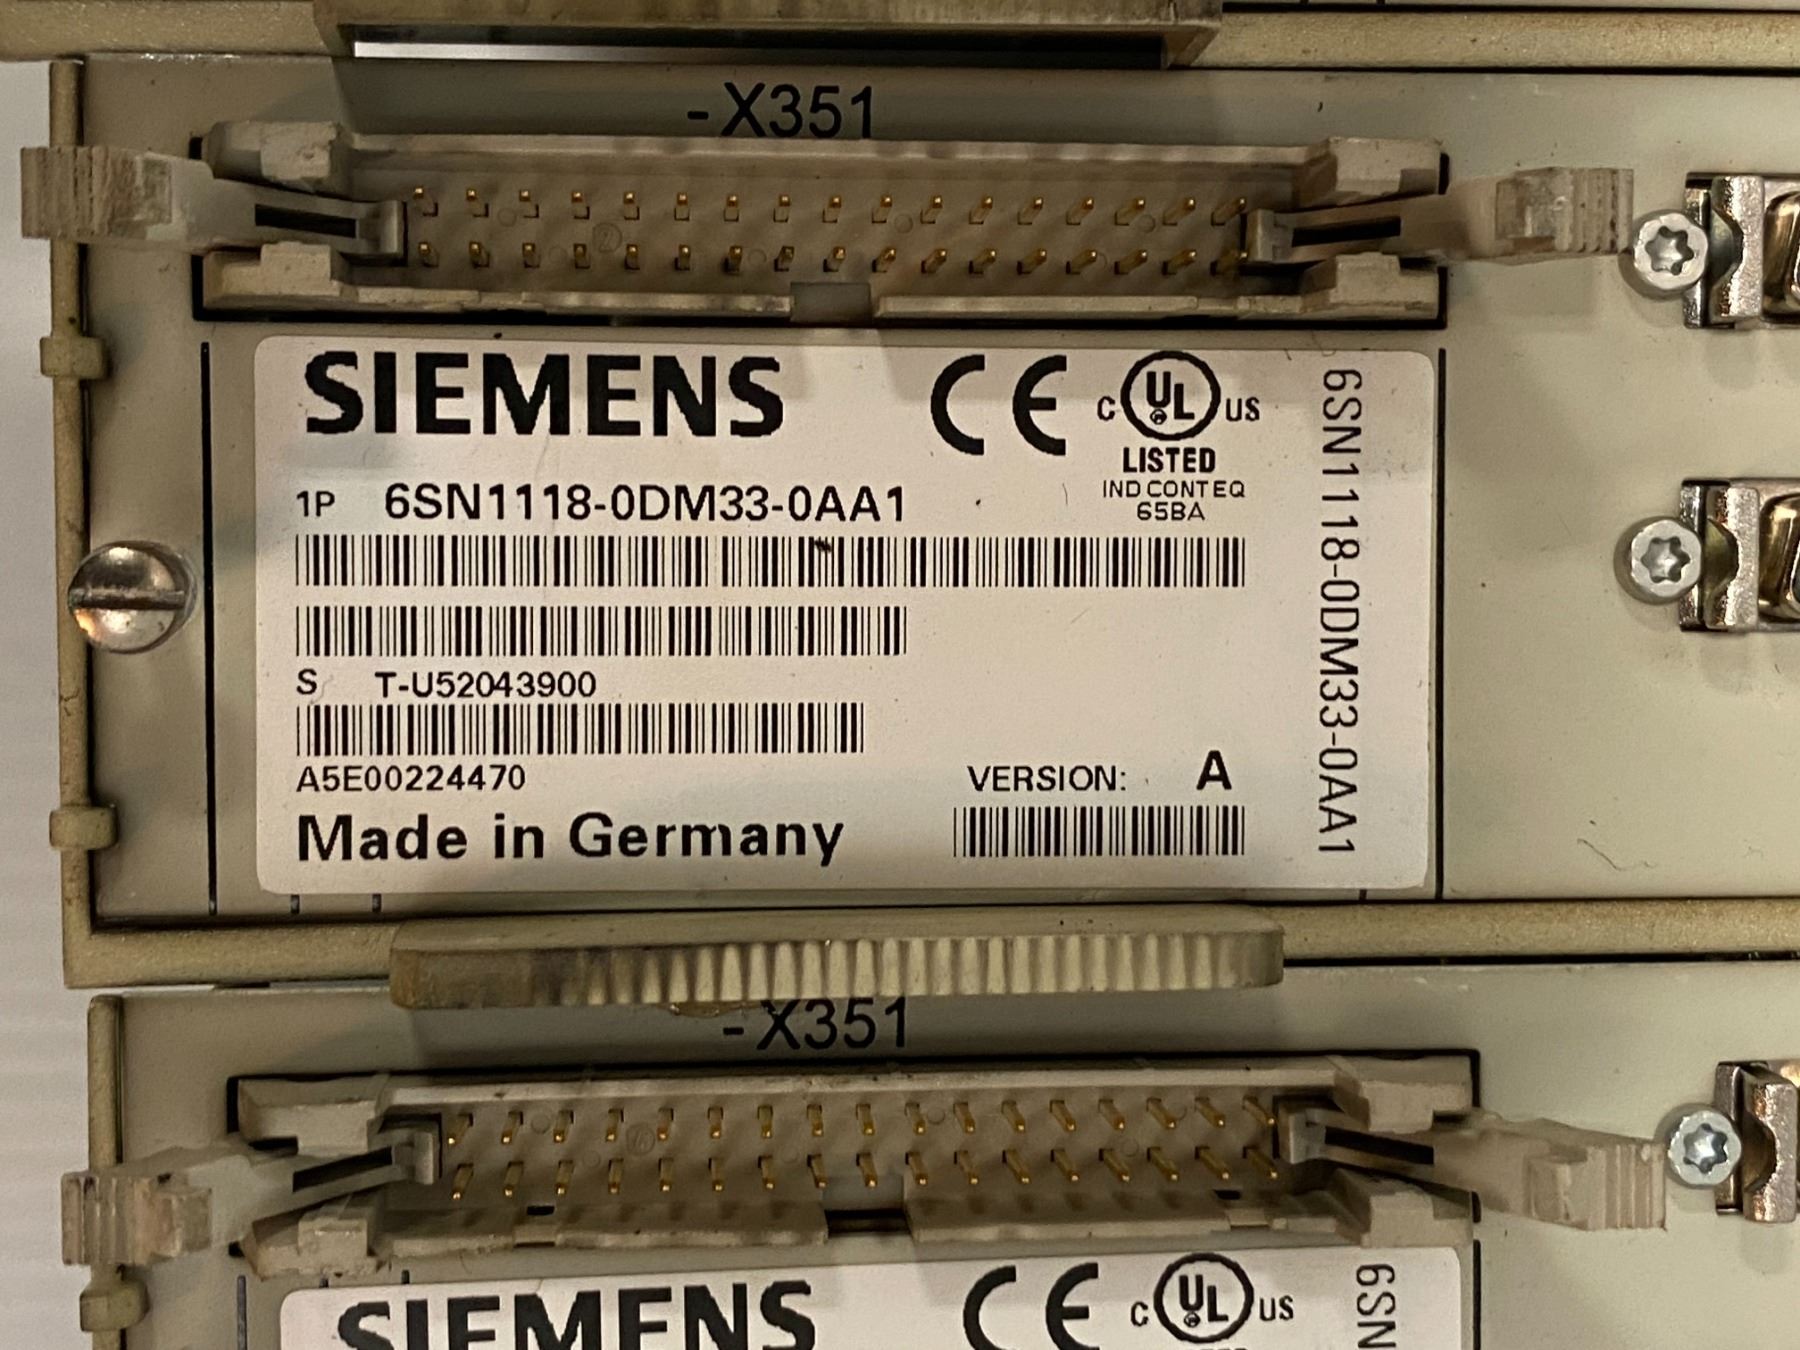 -X351
SIEMENS
CE
C UL US
LISTED
IND CONT EQ
65BA
1P 6SN1118-0DM33-0AA1
S T-U52043900
A5E00224470
VERSION: A
Made in Germany
6SN1118-0DM33-0AA1
-X351
SIEMENS
CE
C UL US
6SN